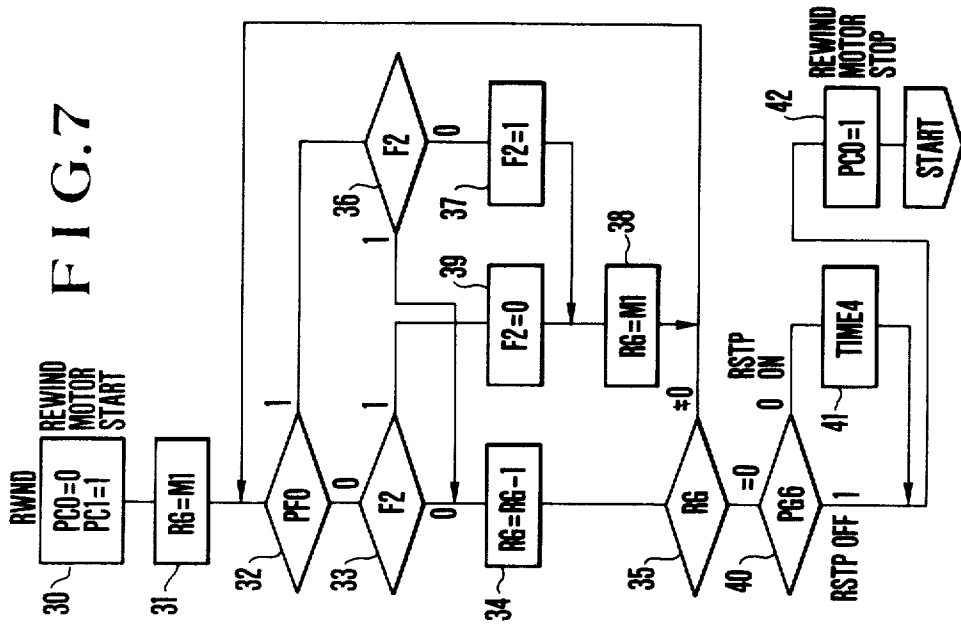 FIG.7
RWND
30
PC0=0
PC1=1
REWIND
MOTOR
START
31
RG=M1
32
PF0
1
0
33
F2
1
0
36
F2
1
0
37
F2=1
39
F2=0
38
RG=M1
34
RG=RG-1
35
RG
≠0
=0
40
PG6
0
RSTP
ON
1
RSTP OFF
41
TIME4
42
PC0=1
REWIND
MOTOR
STOP
START